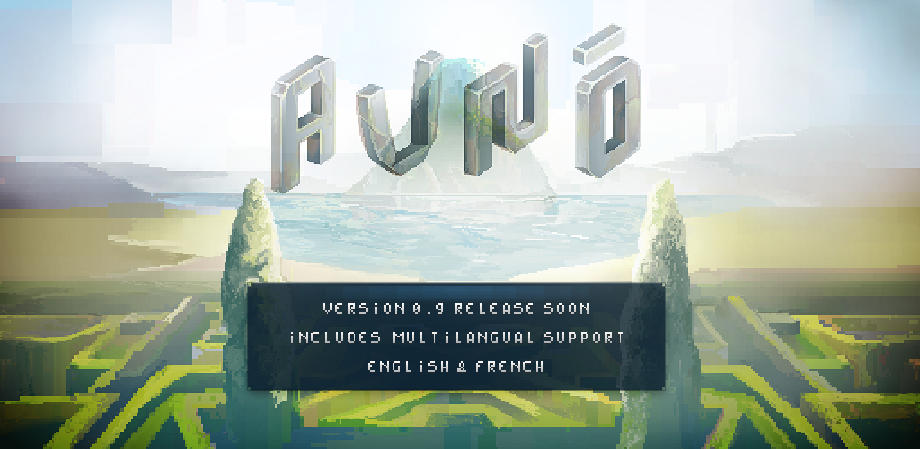 AVNŌ
VERSION 0.9 RELEASE SOON
INCLUDES MULTILANGUAL SUPPORT
ENGLISH & FRENCH